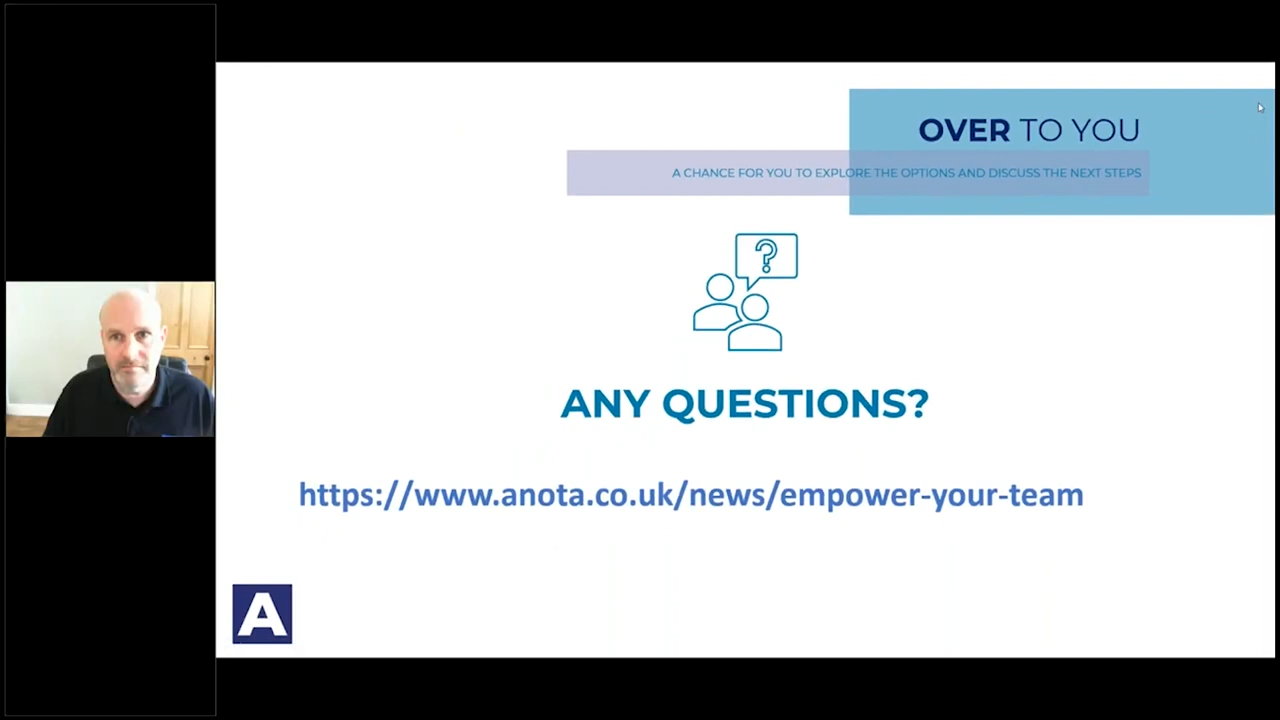 OVER TO YOU
A CHANCE FOR YOU TO EXPLORE THE OPTIONS AND DISCUSS THE NEXT STEPS
?
ANY QUESTIONS?
https://www.anota.co.uk/news/empower-your-team
A